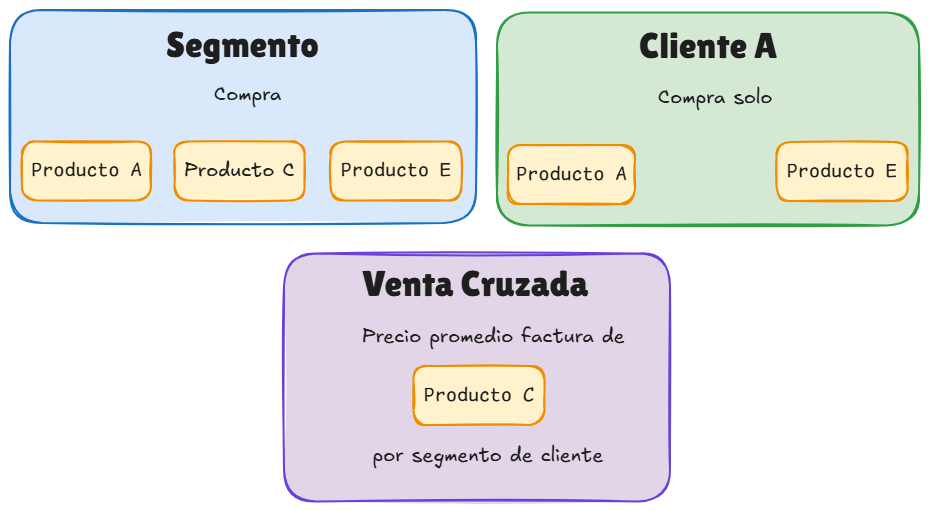 Segmento
Compra
Producto A
Producto C
Producto E
Cliente A
Compra solo
Producto A
Producto E
Venta Cruzada
Precio promedio factura de
Producto C
por segmento de cliente